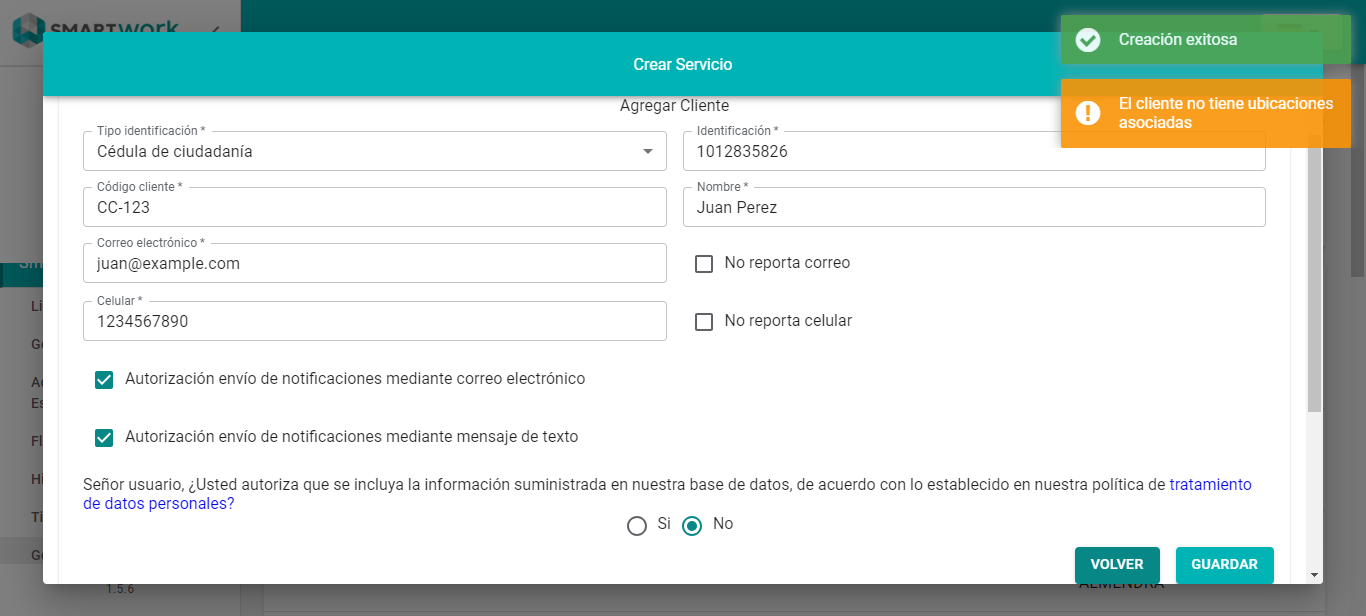 SMARTwork
Creación exitosa
Crear Servicio
El cliente no tiene ubicaciones
asociadas
Agregar Cliente
Tipo identificación *
Cédula de ciudadanía
Identificación *
1012835826
Código cliente *
CC-123
Nombre *
Juan Perez
Correo electrónico *
juan@example.com
No reporta correo
Celular *
1234567890
No reporta celular
Autorización envío de notificaciones mediante correo electrónico
Autorización envío de notificaciones mediante mensaje de texto
Señor usuario, ¿Usted autoriza que se incluya la información suministrada en nuestra base de datos, de acuerdo con lo establecido en nuestra política de tratamiento
de datos personales?
Si
No
VOLVER
GUARDAR
ALMENDRA
1.5.6